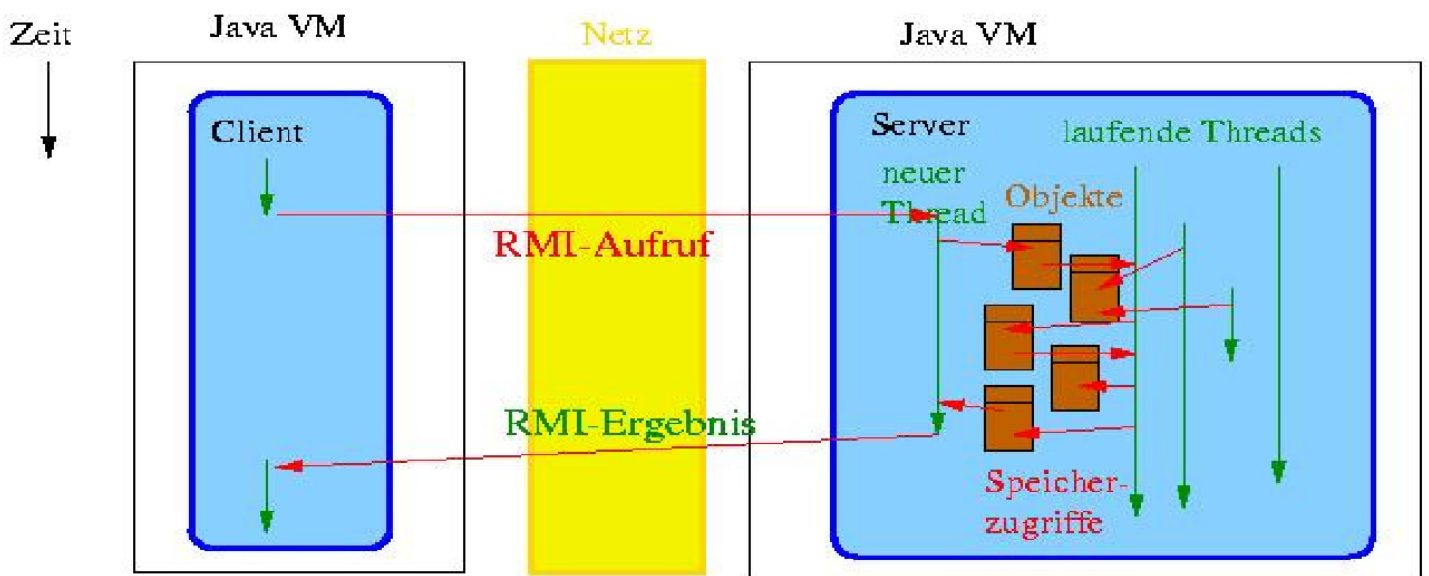 Zeit
Java VM
Netz
Java VM
Client
Server
laufende Threads
neuer
Thread
Objekte
RMI-Aufruf
RMI-Ergebnis
Speicher-
zugriffe